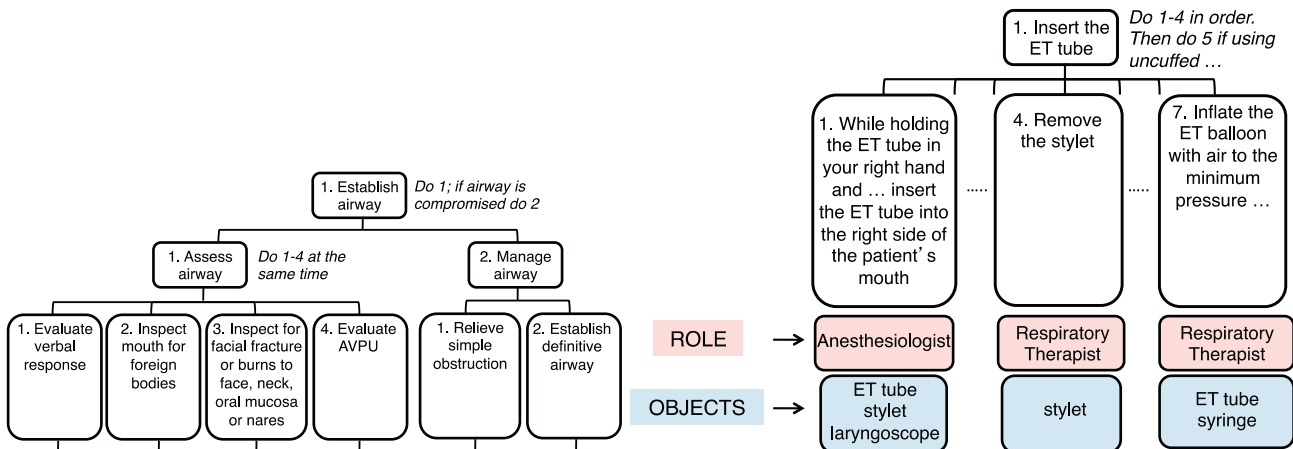 1. Establish
airway
Do 1; if airway is
compromised do 2
1. Assess
airway
Do 1-4 at the
same time
2. Manage
airway
1. Evaluate
verbal
response
2. Inspect
mouth for
foreign
bodies
3. Inspect for
facial fracture
or burns to
face, neck,
oral mucosa
or nares
4. Evaluate
AVPU
1. Relieve
simple
obstruction
2. Establish
definitive
airway
1. Insert the
ET tube
Do 1-4 in order.
Then do 5 if using
uncuffed …
1. While holding
the ET tube in
your right hand
and … insert
the ET tube into
the right side of
the patient's
mouth
.....
4. Remove
the stylet
.....
7. Inflate the
ET balloon
with air to the
minimum
pressure …
ROLE
Anesthesiologist
Respiratory
Therapist
Respiratory
Therapist
OBJECTS
ET tube
stylet
laryngoscope
stylet
ET tube
syringe